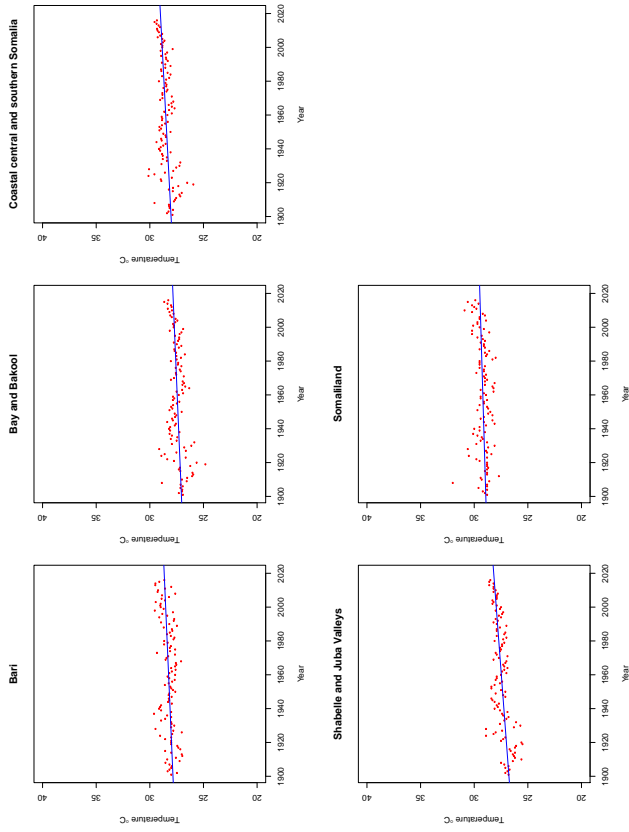 Bari
Temperature °C
40
35
30
25
20
1900 1920 1940 1960 1980 2000 2020
Year
Bay and Bakool
Temperature °C
40
35
30
25
20
1900 1920 1940 1960 1980 2000 2020
Year
Coastal central and southern Somalia
Temperature °C
40
35
30
25
20
1900 1920 1940 1960 1980 2000 2020
Year
Shabelle and Juba Valleys
Temperature °C
40
35
30
25
20
1900 1920 1940 1960 1980 2000 2020
Year
Somaliland
Temperature °C
40
35
30
25
20
1900 1920 1940 1960 1980 2000 2020
Year